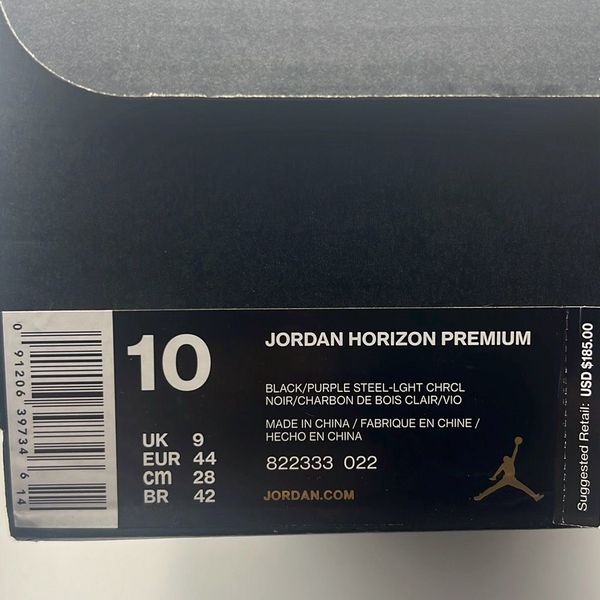 0 91206 39734 6 14
10
UK 9
EUR 44
cm 28
BR 42
JORDAN HORIZON PREMIUM
BLACK/PURPLE STEEL-LGHT CHRCL
NOIR/CHARBON DE BOIS CLAIR/VIO
MADE IN CHINA / FABRIQUE EN CHINE /
HECHO EN CHINA
822333 022
JORDAN.COM
Suggested Retail: USD $185.00